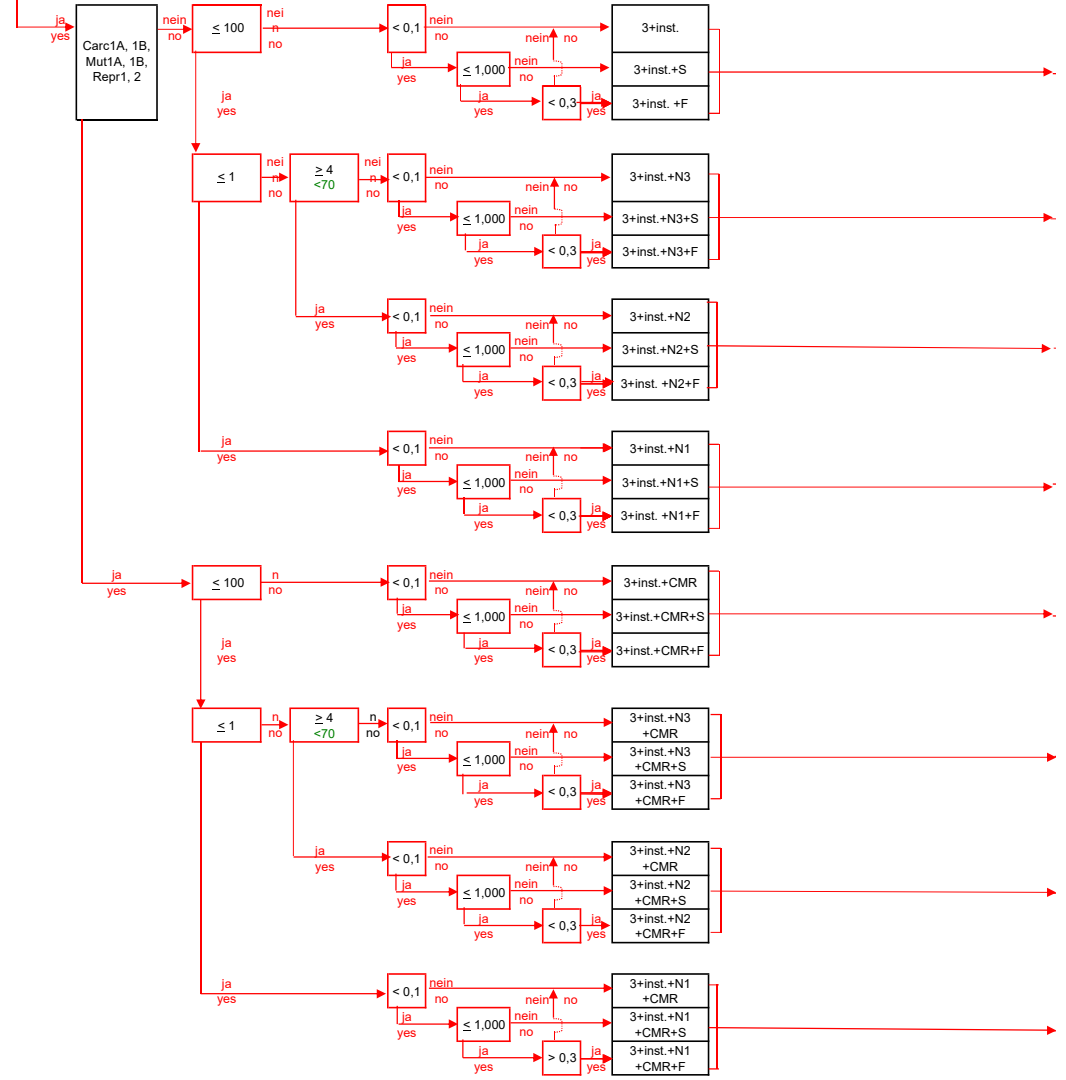 ja
yes
Carc1A, 1B,
Mut1A, 1B,
Repr1, 2
nein
no
≤ 100
nei
n
no
< 0,1
nein
no
nein no
3+inst.
ja
yes
≤ 1,000
nein
no
3+inst.+S
ja
yes
< 0,3
ja
yes
3+inst. +F
ja
yes
≤ 1
nei
n
no
≥ 4
<70
nei
n
no
< 0,1
nein
no
nein no
3+inst.+N3
ja
yes
≤ 1,000
nein
no
3+inst.+N3+S
ja
yes
< 0,3
ja
yes
3+inst.+N3+F
ja
yes
< 0,1
nein
no
nein no
3+inst.+N2
ja
yes
≤ 1,000
nein
no
3+inst.+N2+S
ja
yes
< 0,3
ja
yes
3+inst. +N2+F
ja
yes
< 0,1
nein
no
nein no
3+inst.+N1
ja
yes
≤ 1,000
nein
no
3+inst.+N1+S
ja
yes
< 0,3
ja
yes
3+inst. +N1+F
ja
yes
≤ 100
n
no
< 0,1
nein
no
nein no
3+inst.+CMR
ja
yes
≤ 1,000
nein
no
3+inst.+CMR+S
ja
yes
< 0,3
ja
yes
3+inst.+CMR+F
ja
yes
≤ 1
n
no
≥ 4
<70
n
no
< 0,1
nein
no
nein no
3+inst.+N3
+CMR
ja
yes
≤ 1,000
nein
no
3+inst.+N3
+CMR+S
ja
yes
< 0,3
ja
yes
3+inst.+N3
+CMR+F
ja
yes
< 0,1
nein
no
nein no
3+inst.+N2
+CMR
ja
yes
≤ 1,000
nein
no
3+inst.+N2
+CMR+S
ja
yes
< 0,3
ja
yes
3+inst.+N2
+CMR+F
ja
yes
< 0,1
nein
no
nein no
3+inst.+N1
+CMR
ja
yes
≤ 1,000
nein
no
3+inst.+N1
+CMR+S
ja
yes
> 0,3
ja
yes
3+inst.+N1
+CMR+F